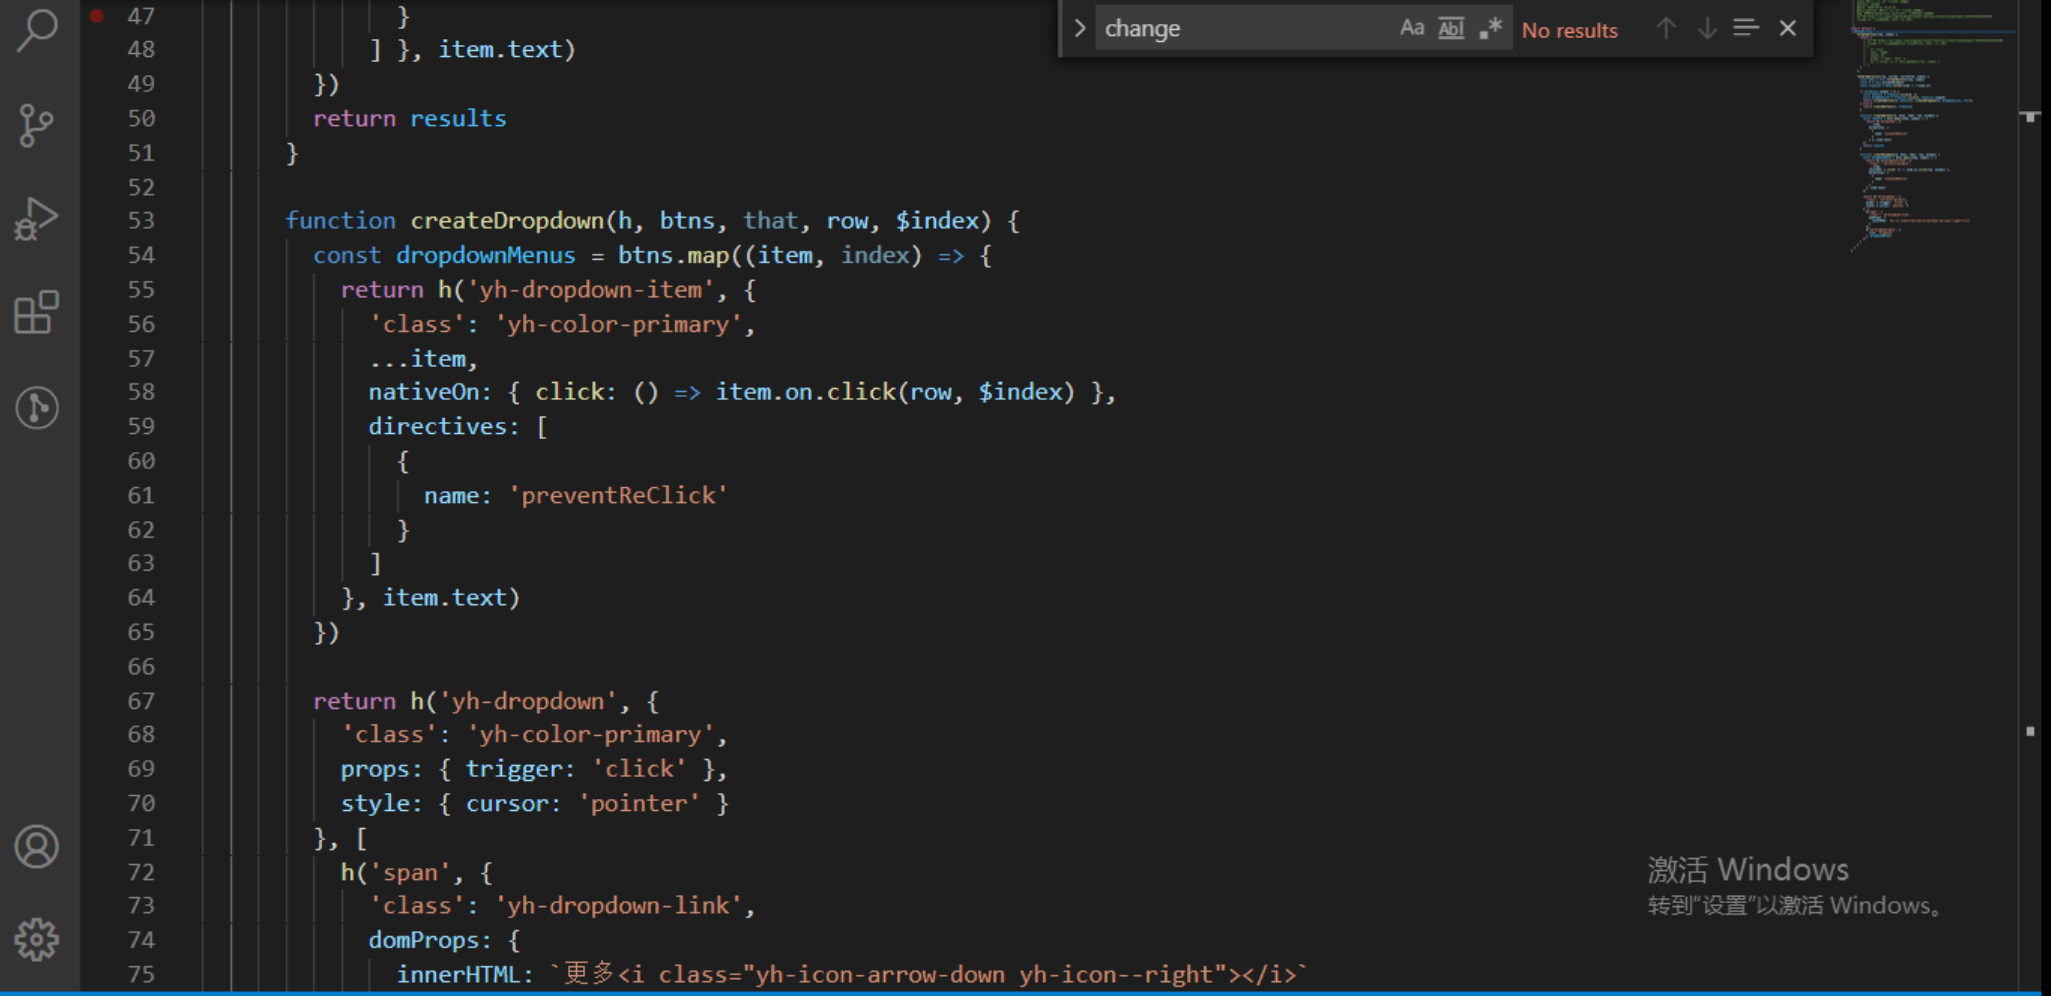 47 }
48 ] }, item.text)
49 })
50 return results
51 }
52
53 function createDropdown(h, btns, that, row, $index) {
54 const dropdownMenus = btns.map((item, index) => {
55 return h('yh-dropdown-item', {
56 'class': 'yh-color-primary',
57 ...item,
58 nativeOn: { click: () => item.on.click(row, $index) },
59 directives: [
60 {
61 name: 'preventReClick'
62 }
63 ]
64 }, item.text)
65 })
66
67 return h('yh-dropdown', {
68 'class': 'yh-color-primary',
69 props: { trigger: 'click' },
70 style: { cursor: 'pointer' }
71 }, [
72 h('span', {
73 'class': 'yh-dropdown-link',
74 domProps: {
75 innerHTML: `更多<i class="yh-icon-arrow-down yh-icon--right"></i>`
change Aa Abl .* No results
激活 Windows
转到"设置"以激活 Windows。